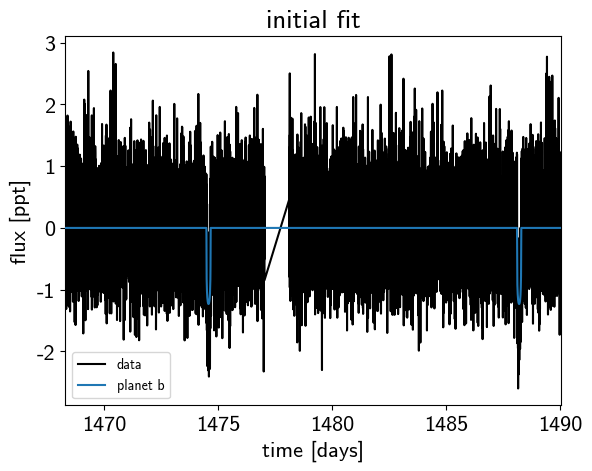 initial fit
3
2
1
0
-1
-2
flux [ppt]
data
planet b
1470 1475 1480 1485 1490
time [days]